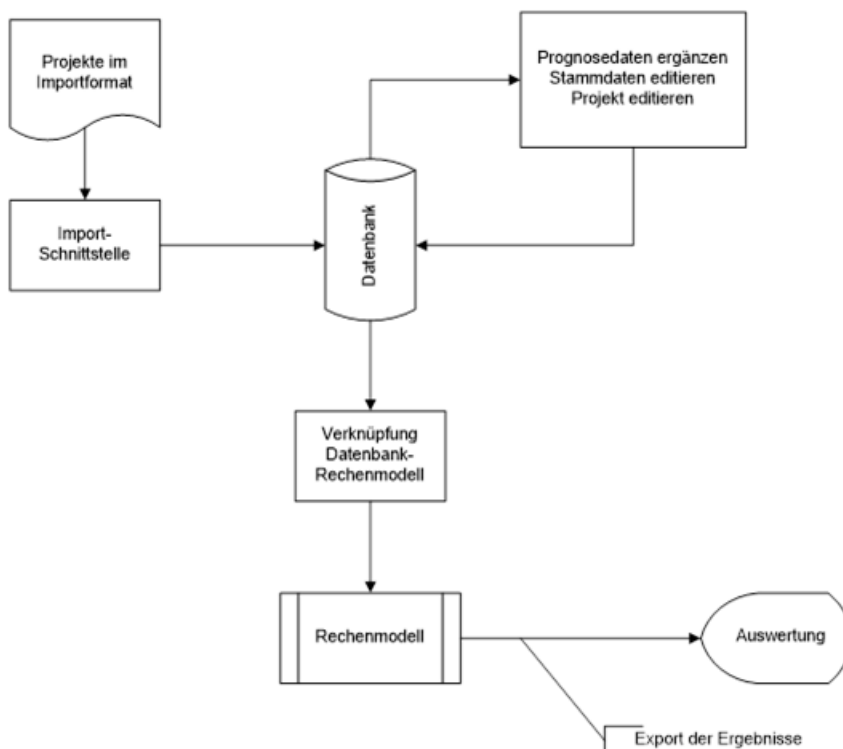 Projekte im
Importformat
Prognosedaten ergänzen
Stammdaten editieren
Projekt editieren
Import-
Schnittstelle
Datenbank
Verknüpfung
Datenbank-
Rechenmodell
Rechenmodell
Auswertung
Export der Ergebnisse